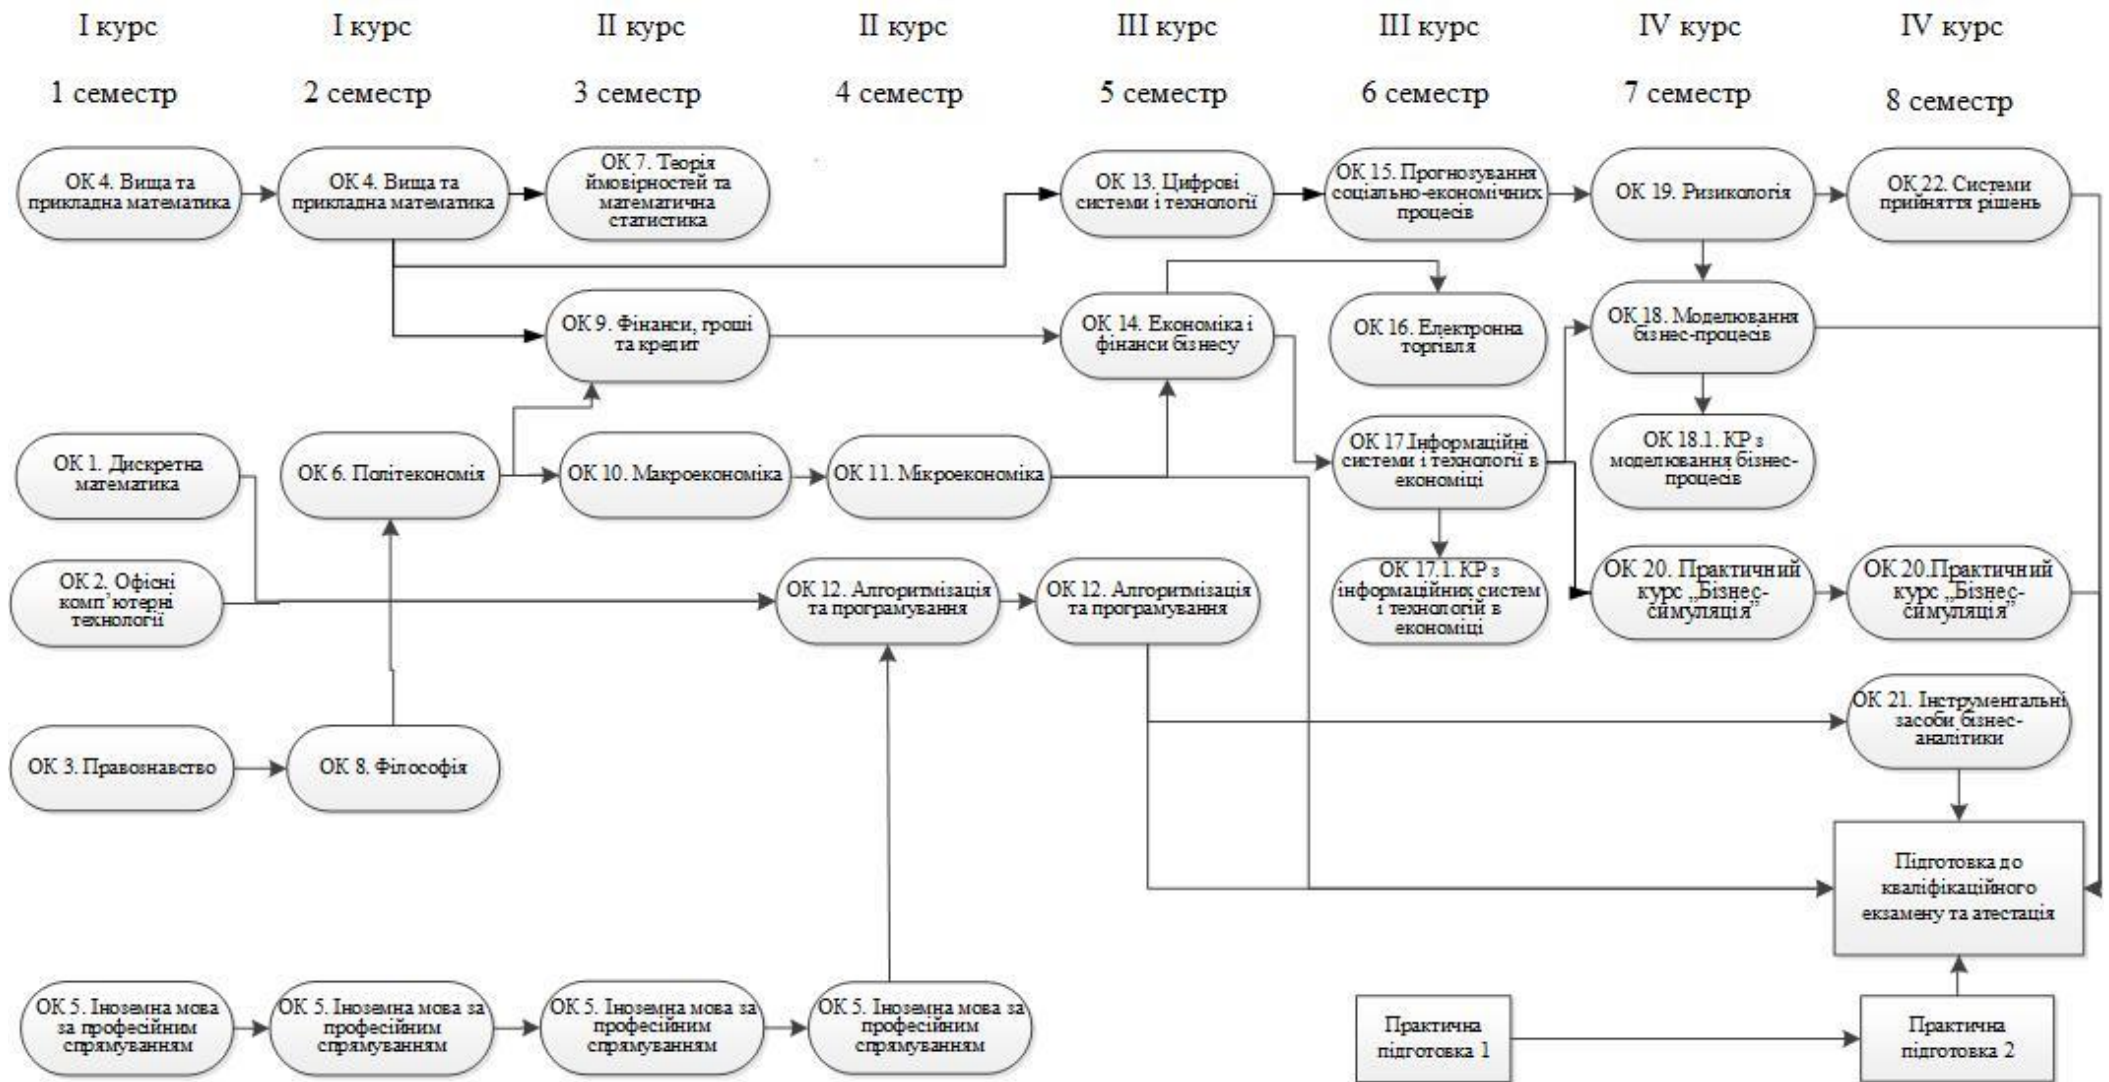 І курс
І курс
ІІ курс
ІІ курс
ІІІ курс
ІІІ курс
IV курс
IV курс
1 семестр
2 семестр
3 семестр
4 семестр
5 семестр
6 семестр
7 семестр
8 семестр
ОК 4. Вища та
прикладна математика
ОК 4. Вища та
прикладна математика
ОК 7. Теорія
ймовірностей та
математична
статистика
ОК 13. Цифрові
системи і технології
ОК 15. Прогнозування
соціально-економічних
процесів
ОК 19. Ризикологія
ОК 22. Системи
прийняття рішень
ОК 9. Фінанси, гроші
та кредит
ОК 14. Економіка і
фінанси бізнесу
ОК 16. Електронна
торгівля
ОК 18. Моделювання
бізнес-процесів
ОК 1. Дискретна
математика
ОК 6. Політекономія
ОК 10. Макроекономіка
ОК 11. Мікроекономіка
ОК 17.Інформаційні
системи і технології в
економіці
ОК 18.1. КР з
моделювання бізнес-
процесів
ОК 2. Офісні
комп’ютерні
технології
ОК 12. Алгоритмізація
та програмування
ОК 12. Алгоритмізація
та програмування
ОК 17.1. КР з
інформаційних систем
і технологій в
економіці
ОК 20. Практичний
курс „Бізнес-
симуляція”
ОК 20.Практичний
курс „Бізнес-
симуляція”
ОК 3. Правознавство
ОК 8. Філософія
ОК 21. Інструментальні
засоби бізнес-
аналітики
Підготовка до
кваліфікаційного
екзамену та атестація
ОК 5. Іноземна мова
за професійним
спрямуванням
ОК 5. Іноземна мова за
професійним
спрямуванням
ОК 5. Іноземна мова за
професійним
спрямуванням
ОК 5. Іноземна мова за
професійним
спрямуванням
Практична
підготовка 1
Практична
підготовка 2